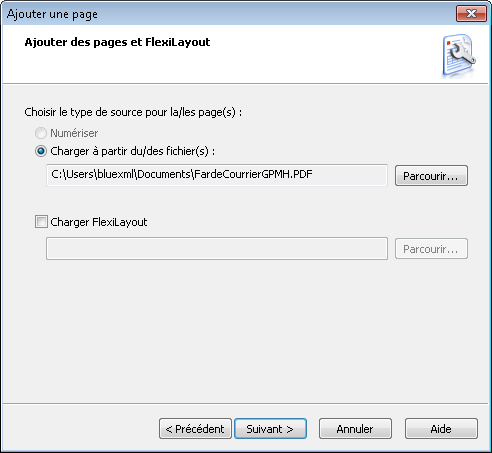 Ajouter une page
Ajouter des pages et FlexiLayout
Choisir le type de source pour la/les page(s) :
Numériser
Charger à partir du/des fichier(s) :
C:\Users\bluexml\Documents\FardeCourrierGPMH.PDF
Parcourir...
Charger FlexiLayout
Parcourir...
< Précédent
Suivant >
Annuler
Aide